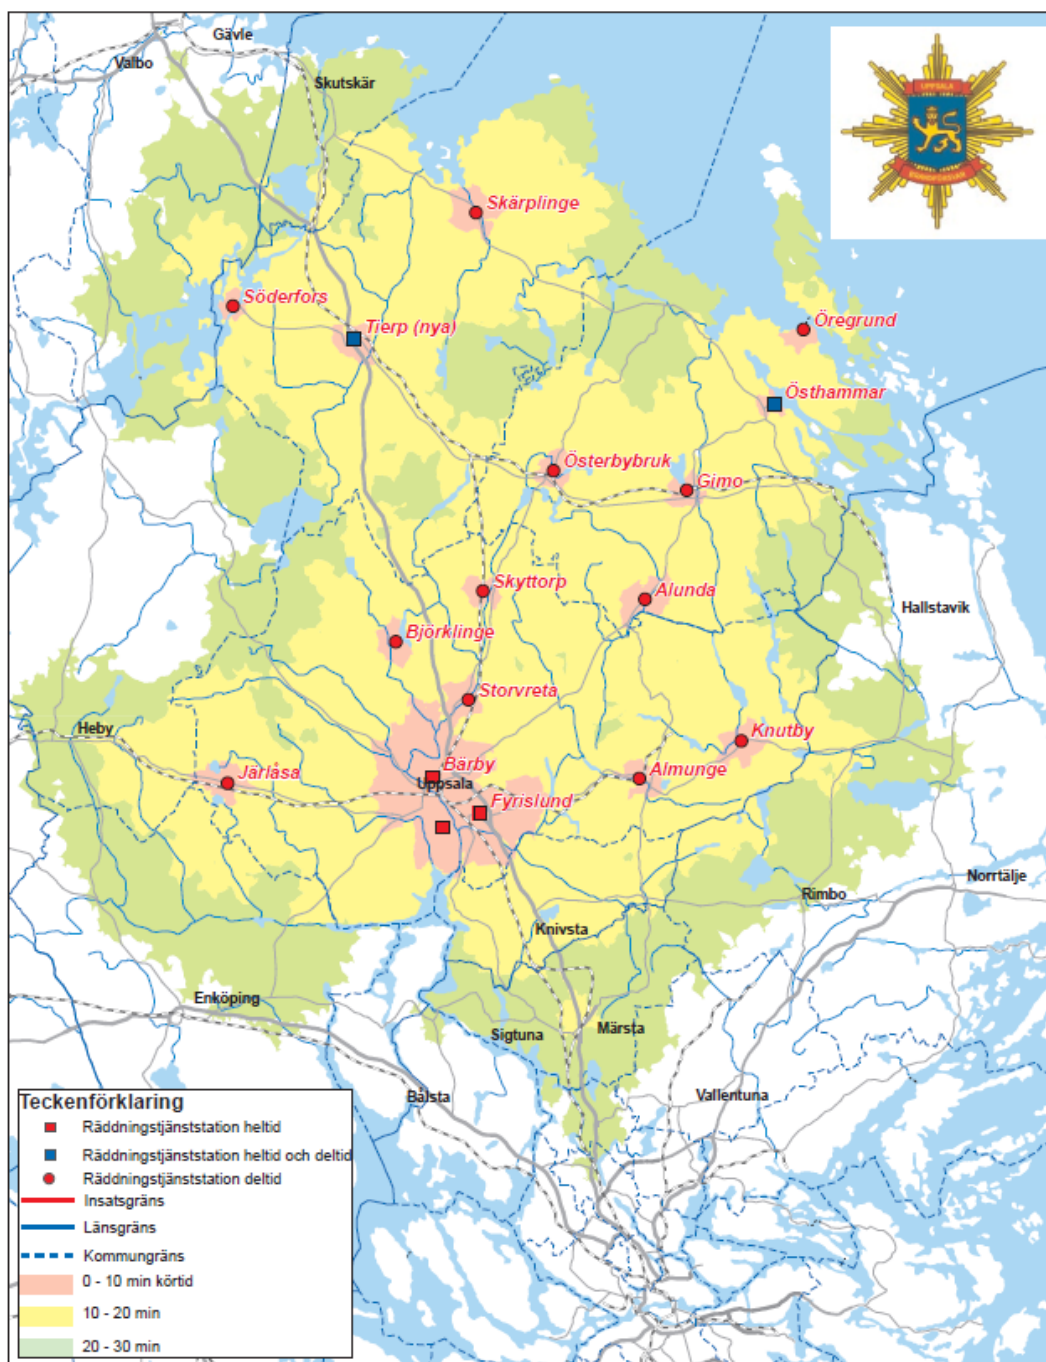 Gävle
Valbo
Skutskär
UPPSALA
BRANDFÖRSVAR
Skärplinge
Söderfors
Tierp (nya)
Öregrund
Östhammar
Österbybruk
Gimo
Skyttorp
Alunda
Hallstavik
Björklinge
Storvreta
Heby
Knutby
Bärby
Järlåsa
Almunge
Uppsala
Fyrislund
Norrtälje
Rimbo
Knivsta
Enköping
Sigtuna
Märsta
Bålsta
Vallentuna
Teckenförklaring
Räddningstjänststation heltid
Räddningstjänststation heltid och deltid
Räddningstjänststation deltid
Insatsgräns
Länsgräns
Kommungräns
0 - 10 min körtid
10 - 20 min
20 - 30 min